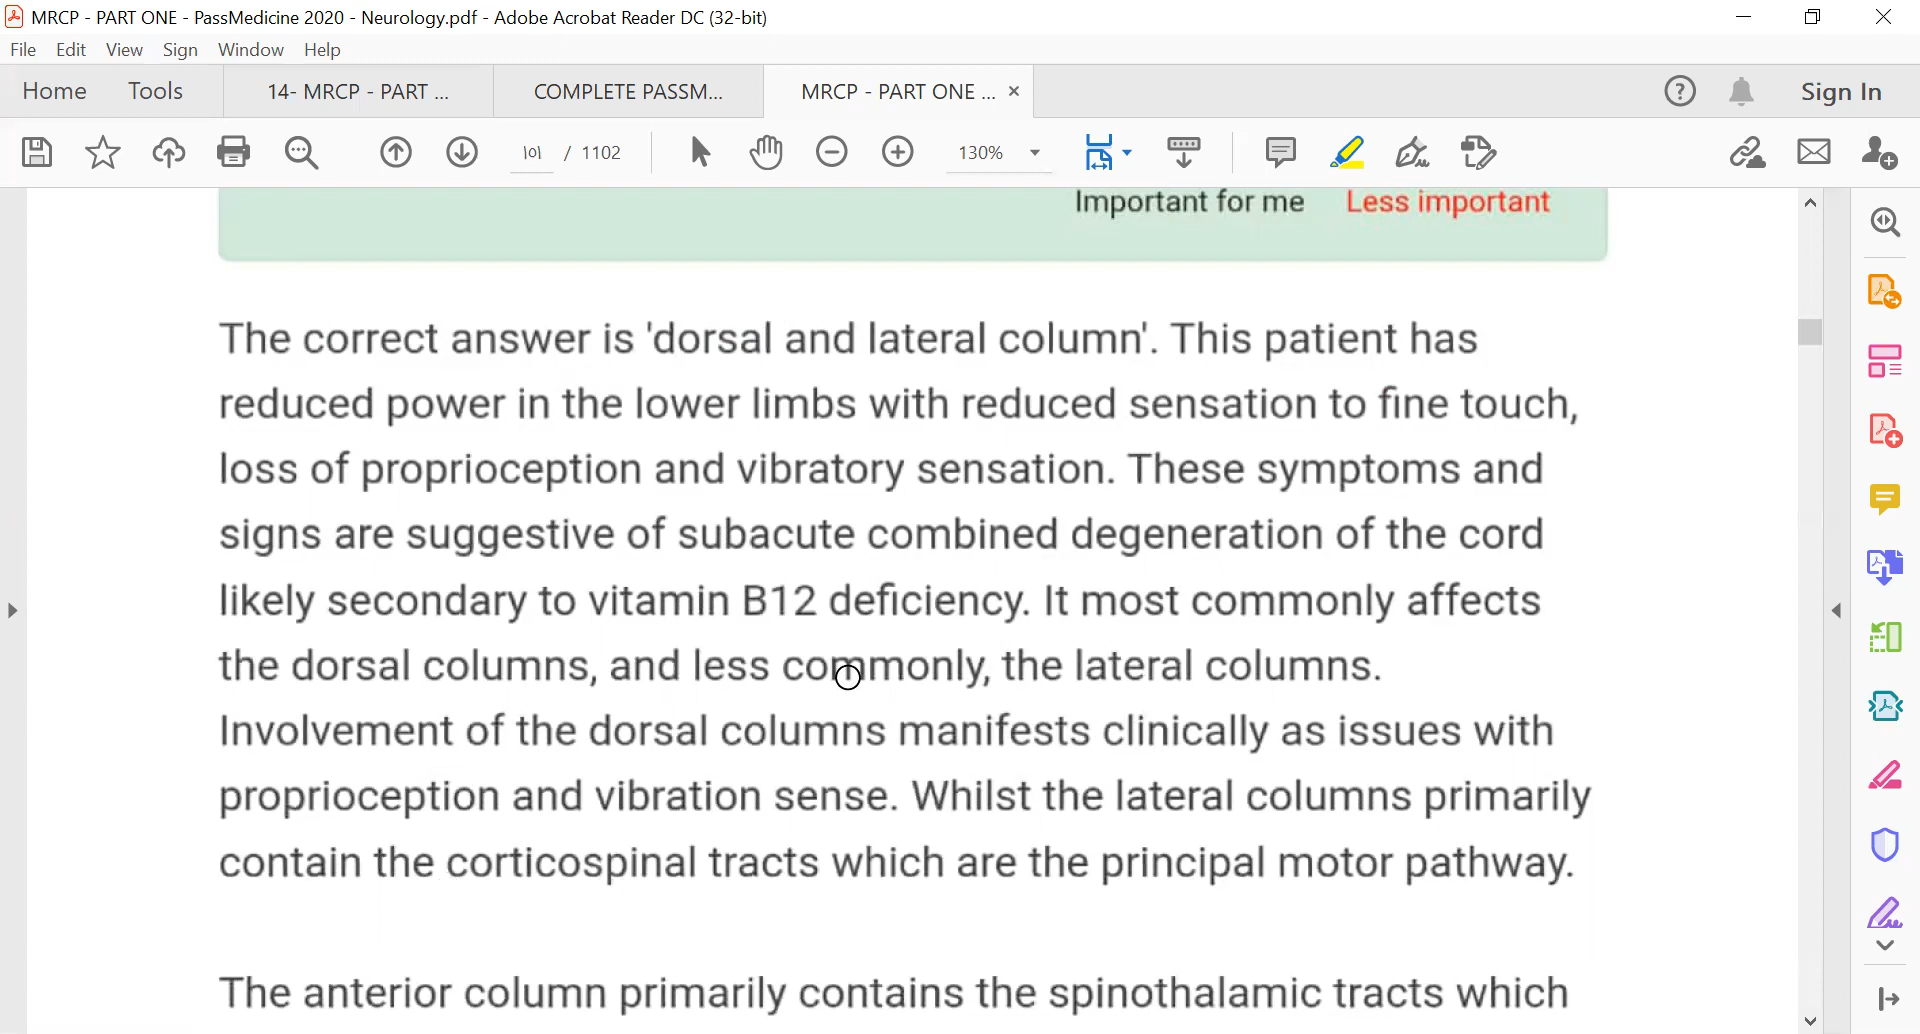 MRCP - PART ONE - PassMedicine 2020 - Neurology.pdf - Adobe Acrobat Reader DC (32-bit)
File Edit View Sign Window Help
Home Tools 14- MRCP - PART ... COMPLETE PASSM... MRCP - PART ONE ... Sign In
١٥١ / 1102 130%
Important for me Less important
The correct answer is 'dorsal and lateral column'. This patient has
reduced power in the lower limbs with reduced sensation to fine touch,
loss of proprioception and vibratory sensation. These symptoms and
signs are suggestive of subacute combined degeneration of the cord
likely secondary to vitamin B12 deficiency. It most commonly affects
the dorsal columns, and less commonly, the lateral columns.
Involvement of the dorsal columns manifests clinically as issues with
proprioception and vibration sense. Whilst the lateral columns primarily
contain the corticospinal tracts which are the principal motor pathway.
The anterior column primarily contains the spinothalamic tracts which